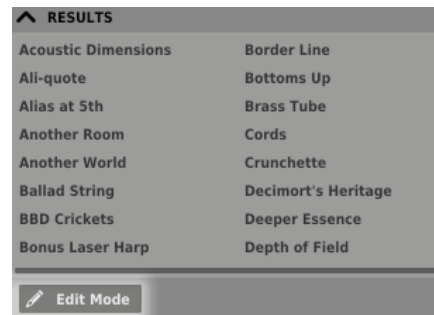 RESULTS
Acoustic Dimensions
Ali-quote
Alias at 5th
Another Room
Another World
Ballad String
BBD Crickets
Bonus Laser Harp
Border Line
Bottoms Up
Brass Tube
Cords
Crunchette
Decimort's Heritage
Deeper Essence
Depth of Field
Edit Mode